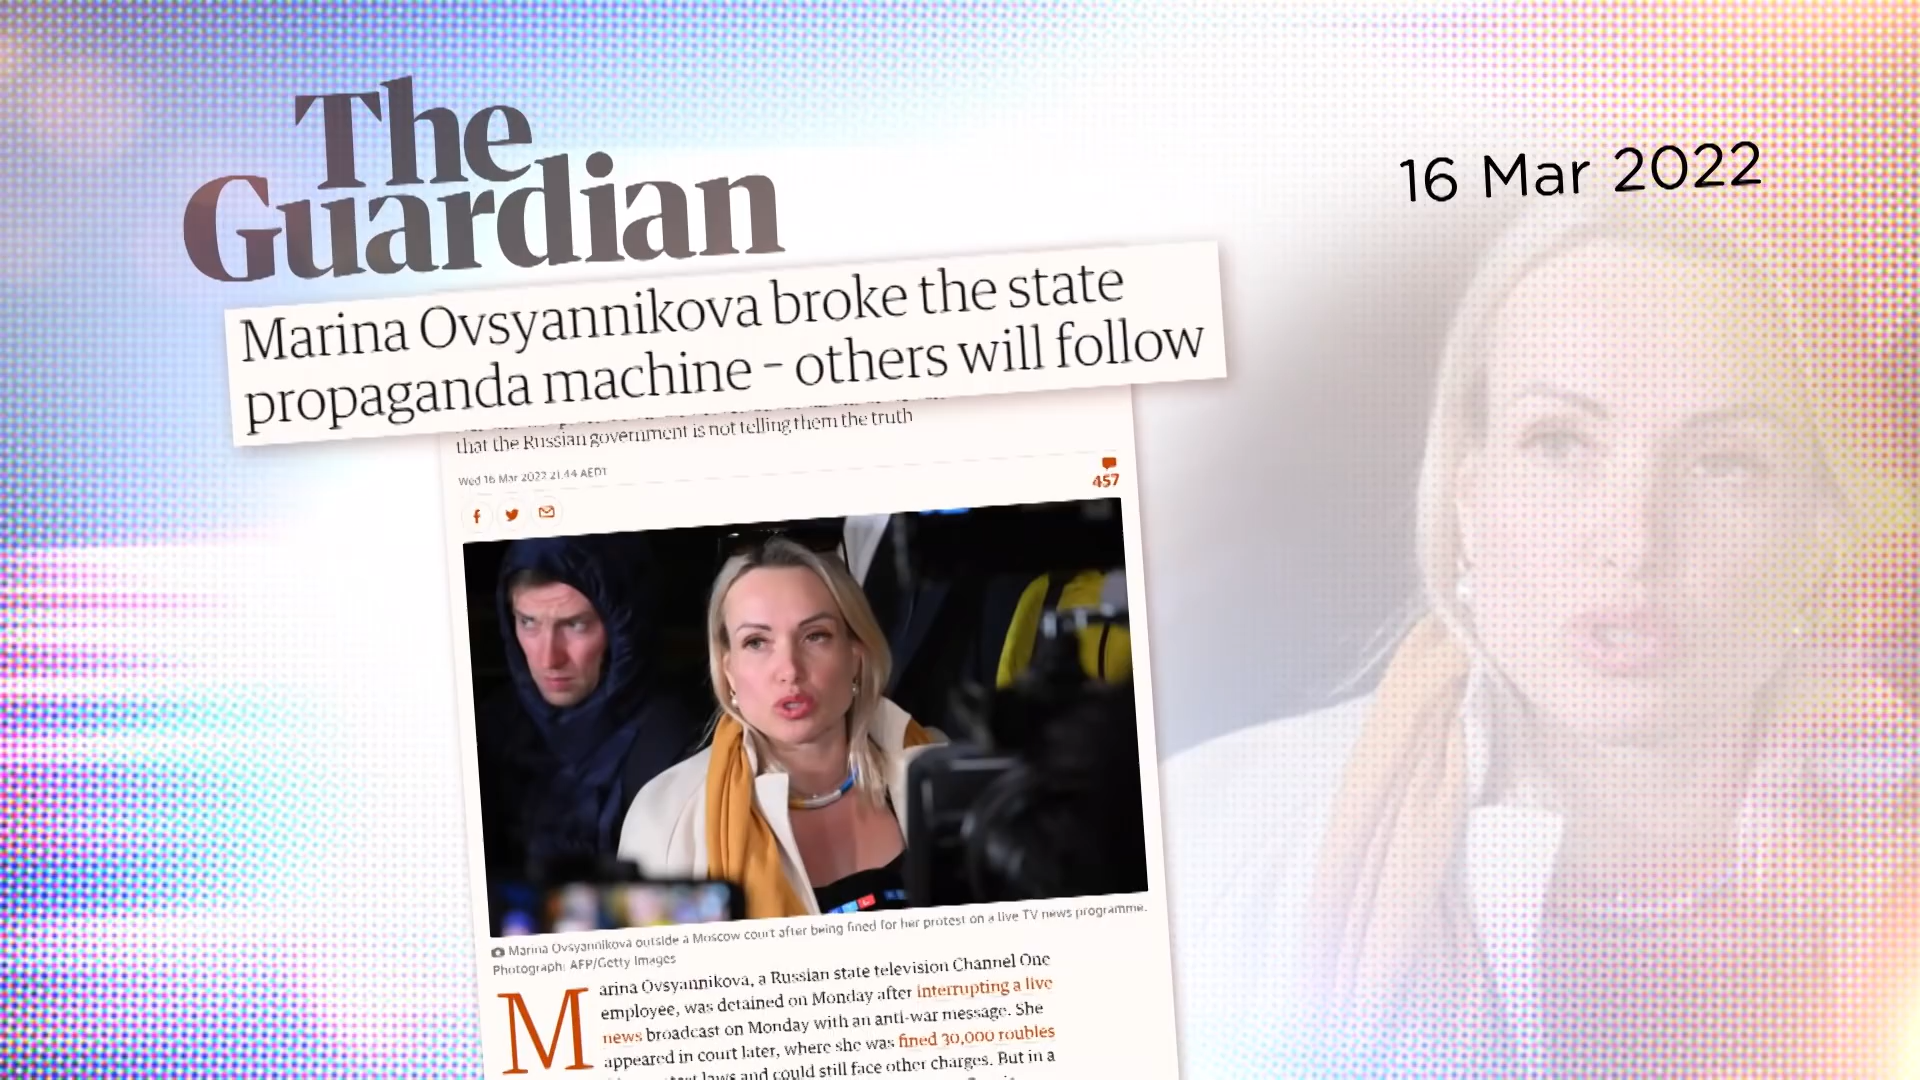 The
Guardian
16 Mar 2022
Marina Ovsyannikova broke the state
propaganda machine – others will follow
that the Russian government is not telling them the truth
Wed 16 Mar 2022 21.44 AEDT
457
Marina Ovsyannikova outside a Moscow court after being fined for her protest on a live TV news programme.
Photograph: AFP/Getty Images
Marina Ovsyannikova, a Russian state television Channel One
employee, was detained on Monday after interrupting a live
news broadcast on Monday with an anti-war message. She
appeared in court later, where she was fined 30,000 roubles
laws and could still face other charges. But in a